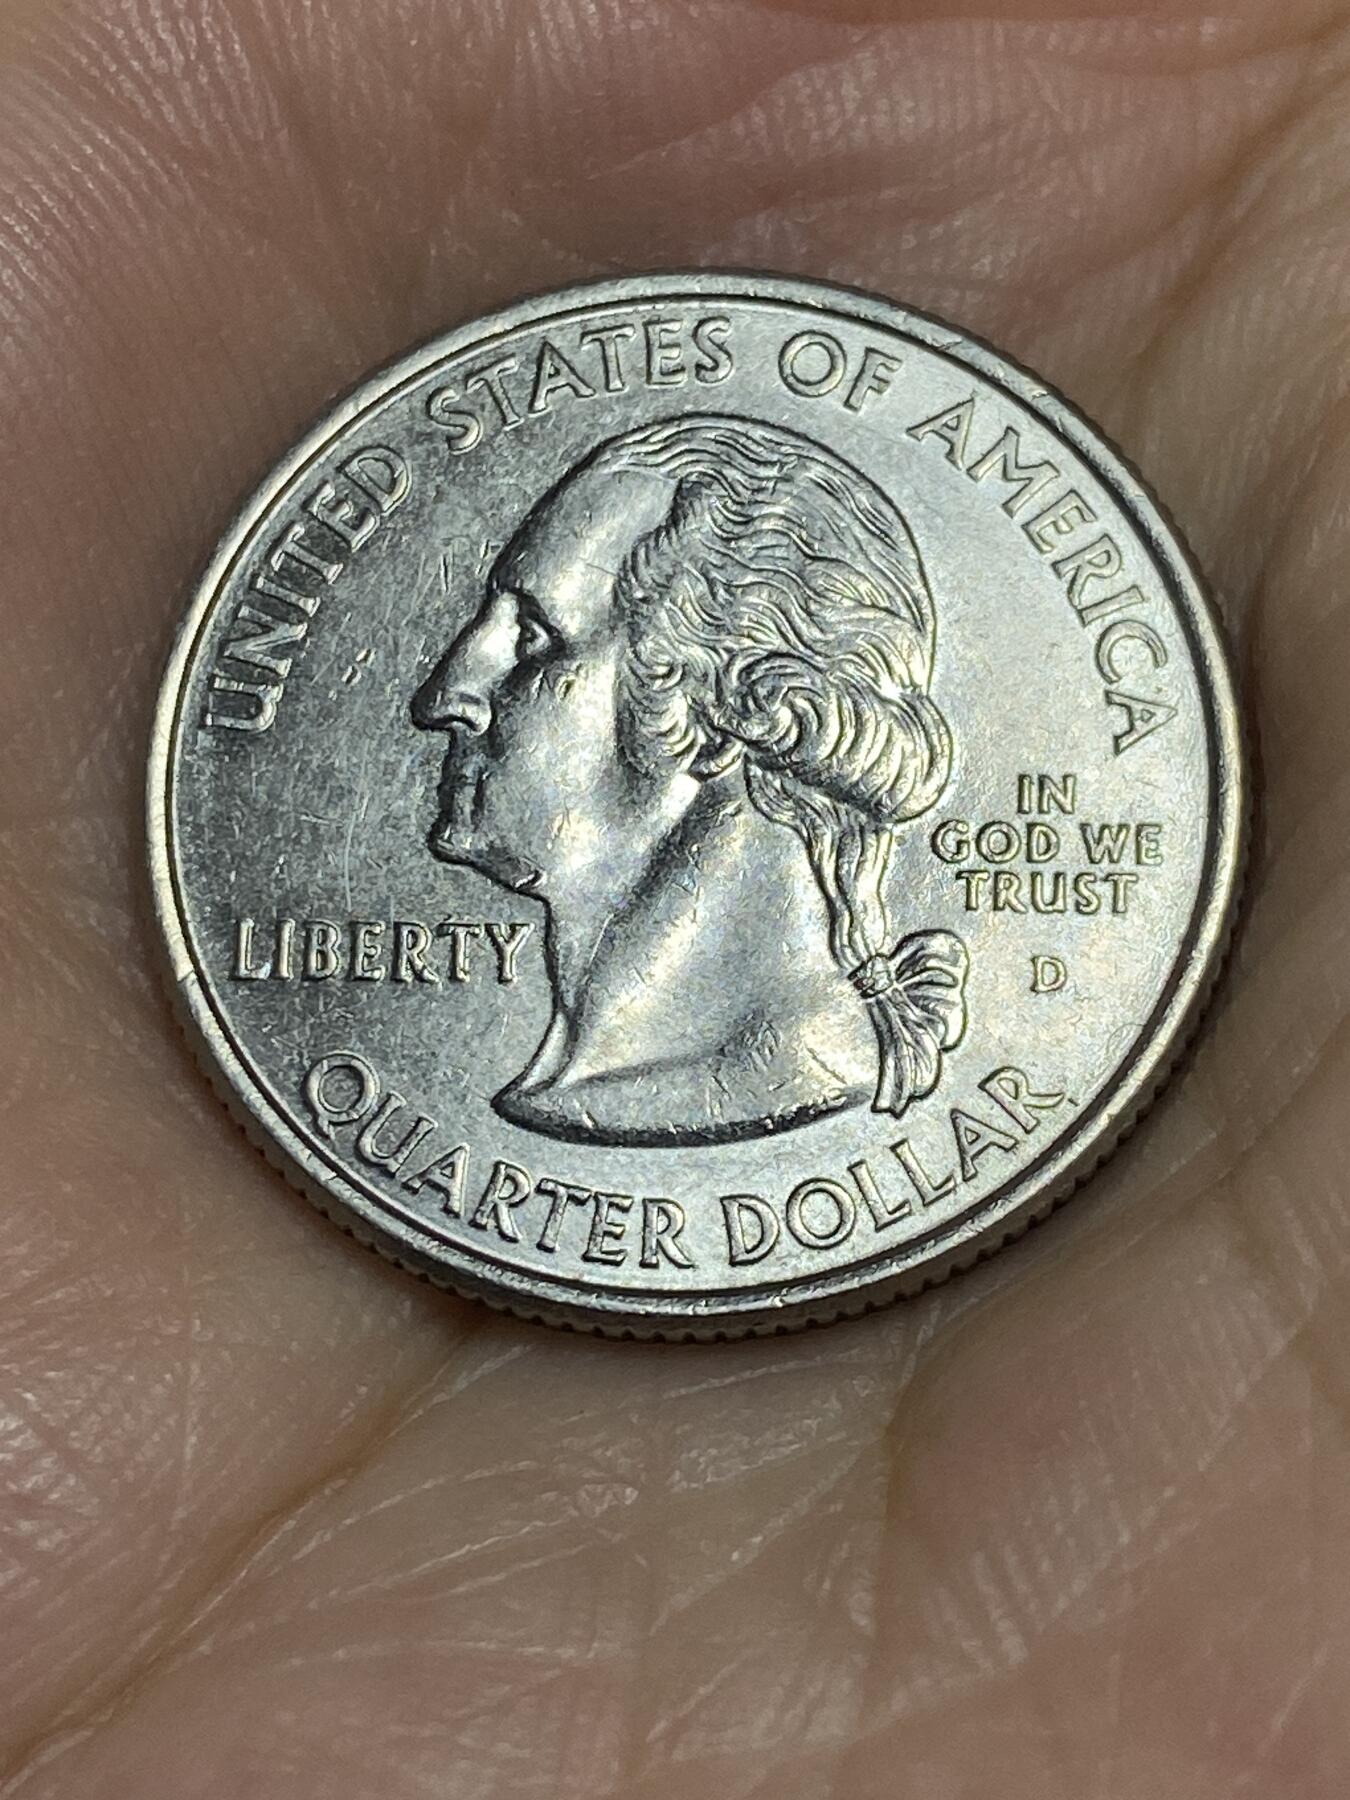 UNITED STATES OF AMERICA
IN
GOD WE
TRUST
LIBERTY
D
QUARTER DOLLAR